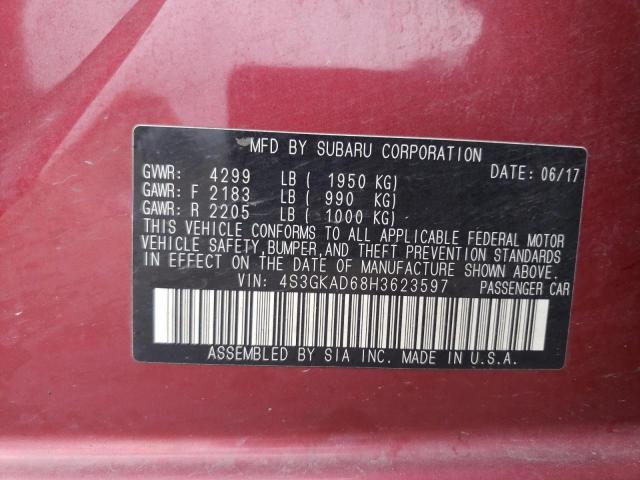 MFD BY SUBARU CORPORATION
GVWR: 4299 LB ( 1950 KG) DATE: 06/17
GAWR: F 2183 LB ( 990 KG)
GAWR: R 2205 LB ( 1000 KG)
THIS VEHICLE CONFORMS TO ALL APPLICABLE FEDERAL MOTOR
VEHICLE SAFETY,BUMPER,AND THEFT PREVENTION STANDARDS
IN EFFECT ON THE DATE OF MANUFACTURE SHOWN ABOVE.
VIN: 4S3GKAD68H3623597 PASSENGER CAR
ASSEMBLED BY SIA INC. MADE IN U.S.A.